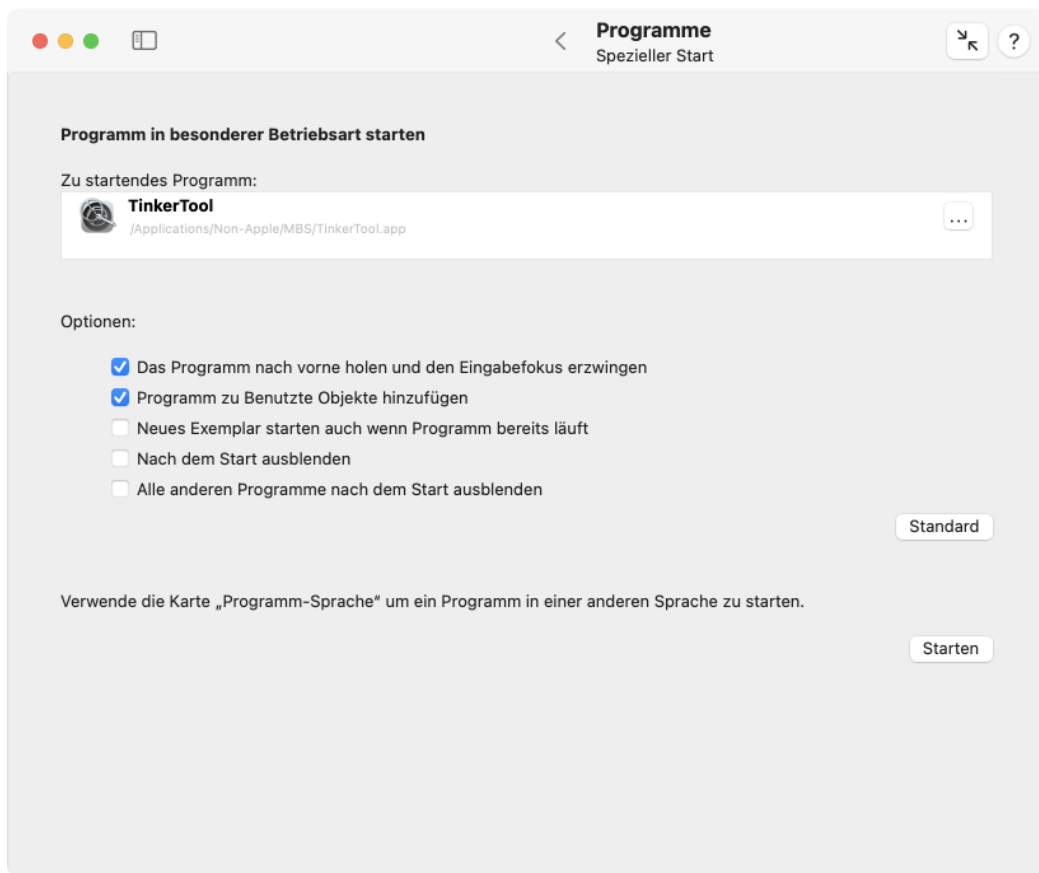 Programme
Spezieller Start
?
Programm in besonderer Betriebsart starten
Zu startendes Programm:
TinkerTool
/Applications/Non-Apple/MBS/TinkerTool.app
...
Optionen:
Das Programm nach vorne holen und den Eingabefokus erzwingen
Programm zu Benutzte Objekte hinzufügen
Neues Exemplar starten auch wenn Programm bereits läuft
Nach dem Start ausblenden
Alle anderen Programme nach dem Start ausblenden
Standard
Verwende die Karte „Programm-Sprache“ um ein Programm in einer anderen Sprache zu starten.
Starten